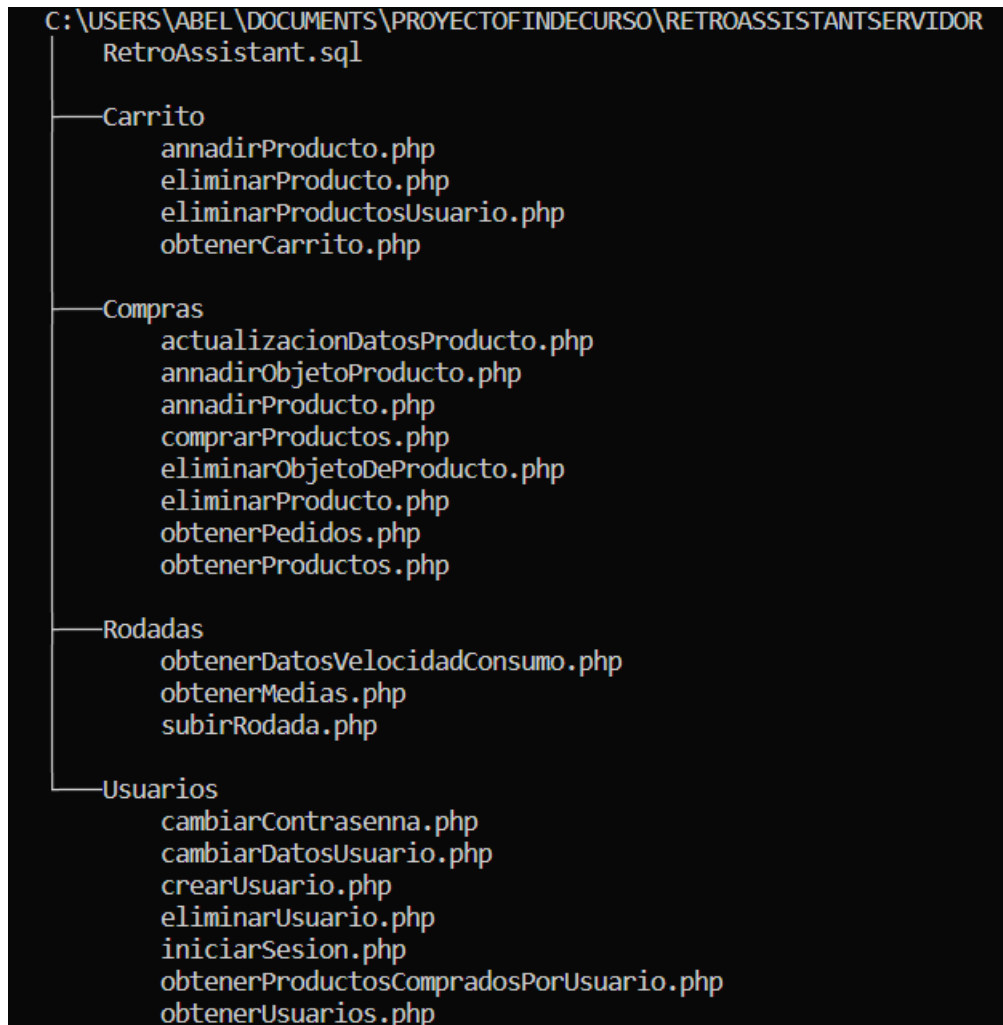 C:\USERS\ABEL\DOCUMENTS\PROYECTOFINDECURSO\RETROASSISTANTSERVIDOR
RetroAssistant.sql
Carrito
annadirProducto.php
eliminarProducto.php
eliminarProductosUsuario.php
obtenerCarrito.php
Compras
actualizacionDatosProducto.php
annadirObjetoProducto.php
annadirProducto.php
comprarProductos.php
eliminarObjetoDeProducto.php
eliminarProducto.php
obtenerPedidos.php
obtenerProductos.php
Rodadas
obtenerDatosVelocidadConsumo.php
obtenerMedias.php
subirRodada.php
Usuarios
cambiarContrasenna.php
cambiarDatosUsuario.php
crearUsuario.php
eliminarUsuario.php
iniciarSesion.php
obtenerProductosCompradosPorUsuario.php
obtenerUsuarios.php